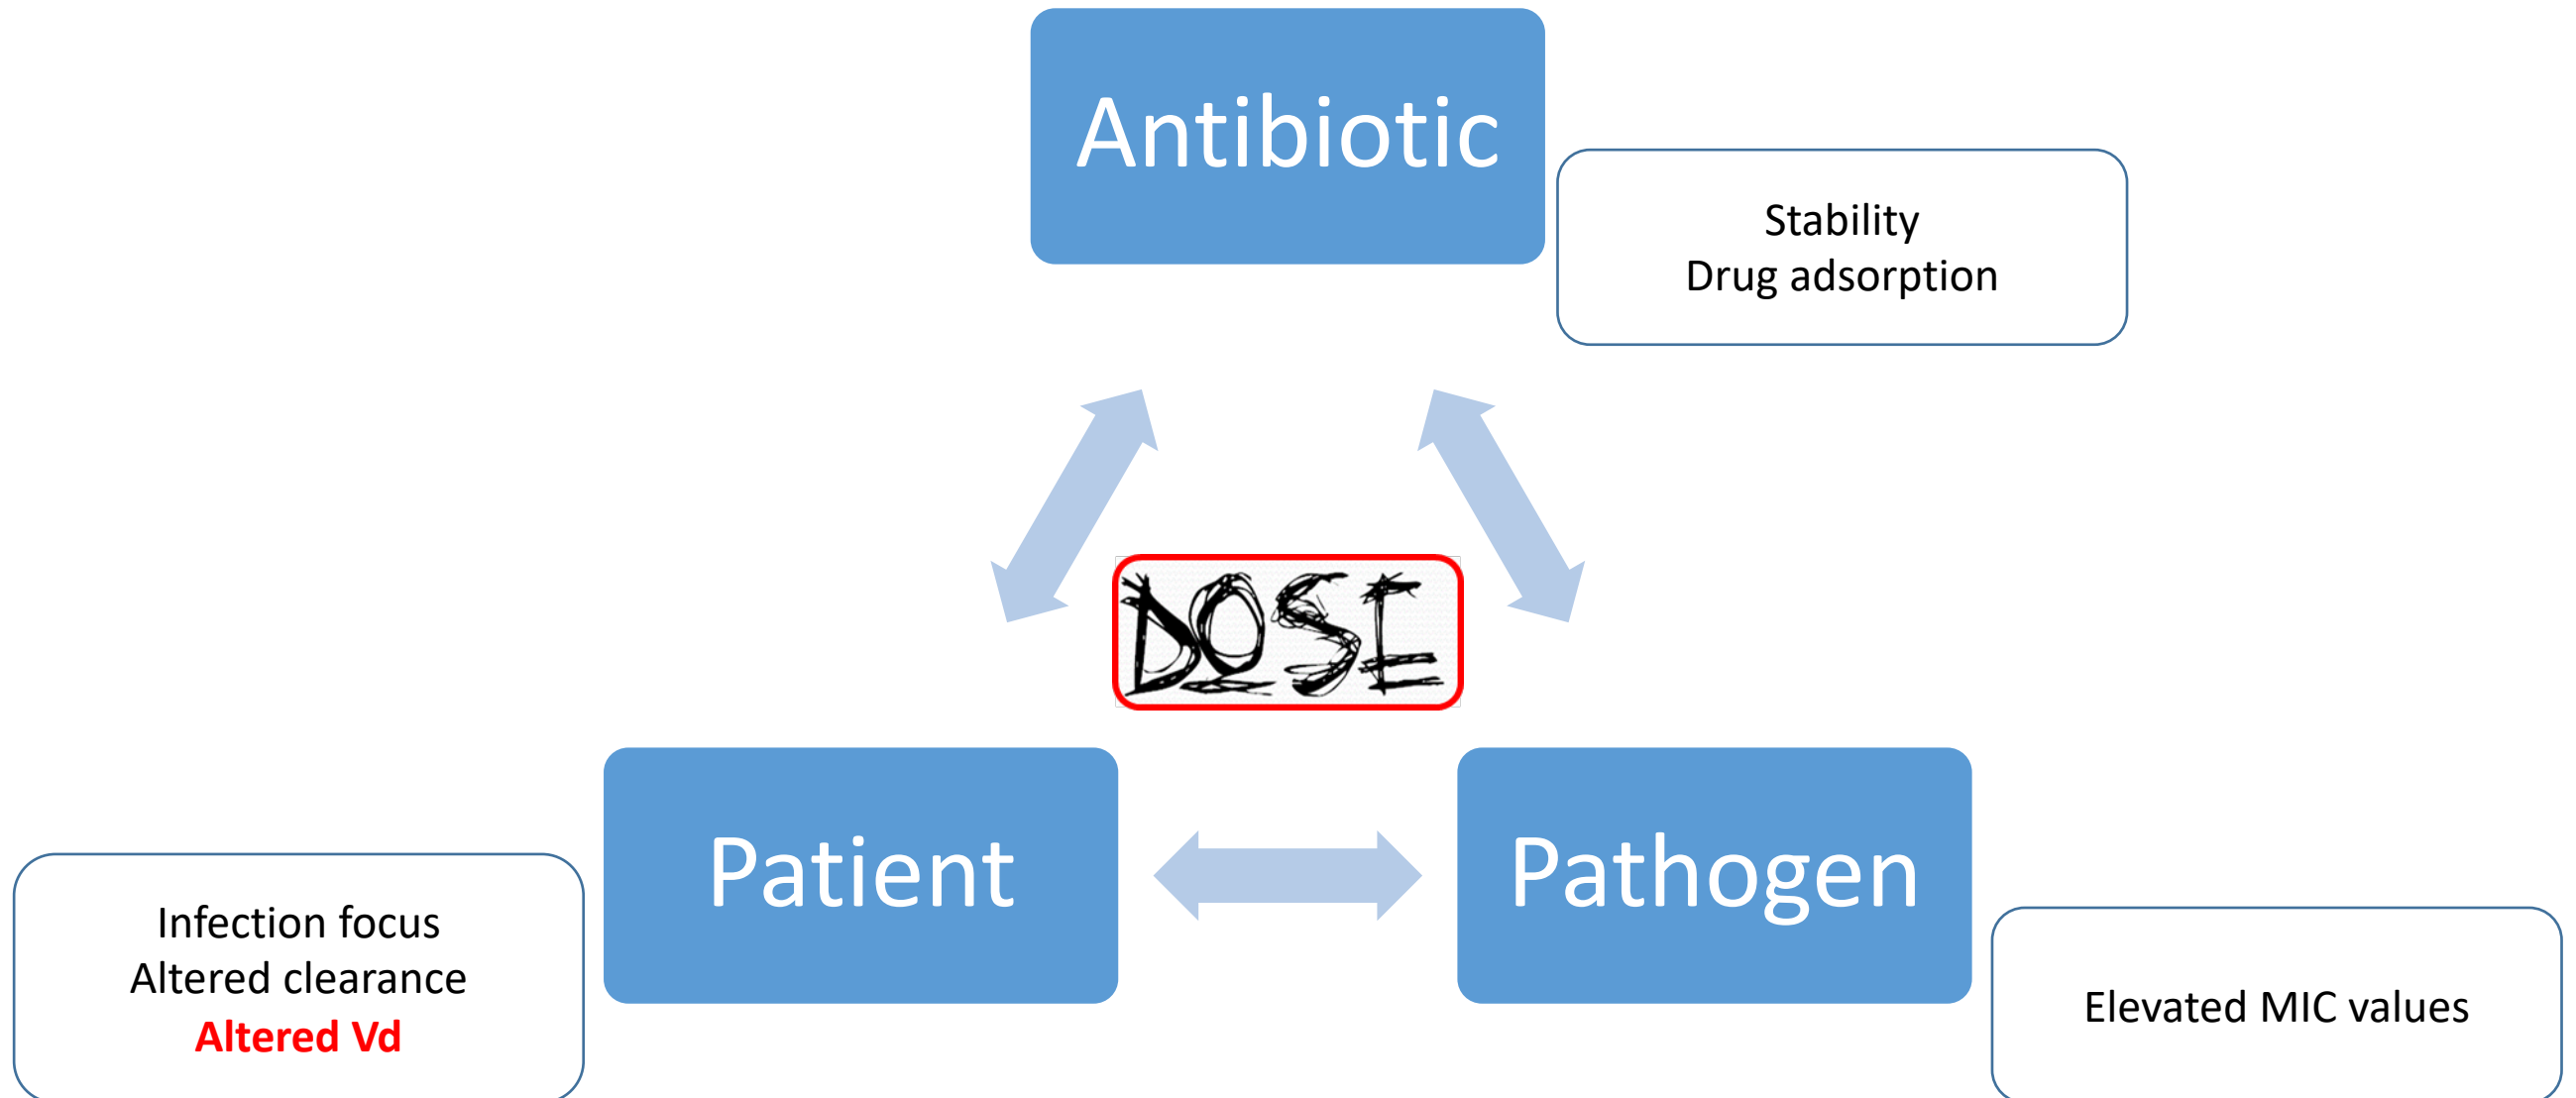 Antibiotic
Stability
Drug adsorption
DOSE
Patient
Pathogen
Infection focus
Altered clearance
Altered Vd
Elevated MIC values